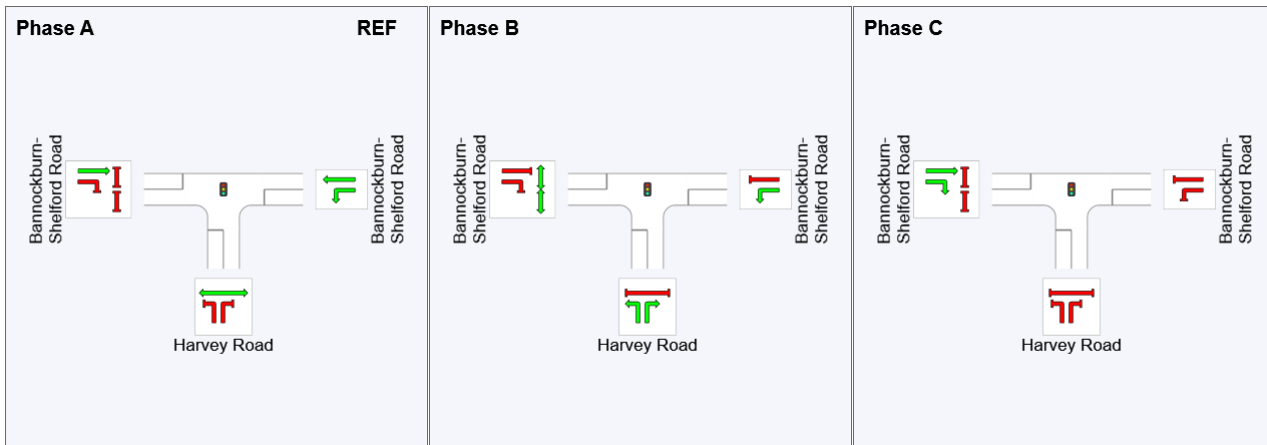 Phase A
REF
Bannockburn-
Shelford Road
Bannockburn-
Shelford Road
Harvey Road
Phase B
Bannockburn-
Shelford Road
Bannockburn-
Shelford Road
Harvey Road
Phase C
Bannockburn-
Shelford Road
Bannockburn-
Shelford Road
Harvey Road